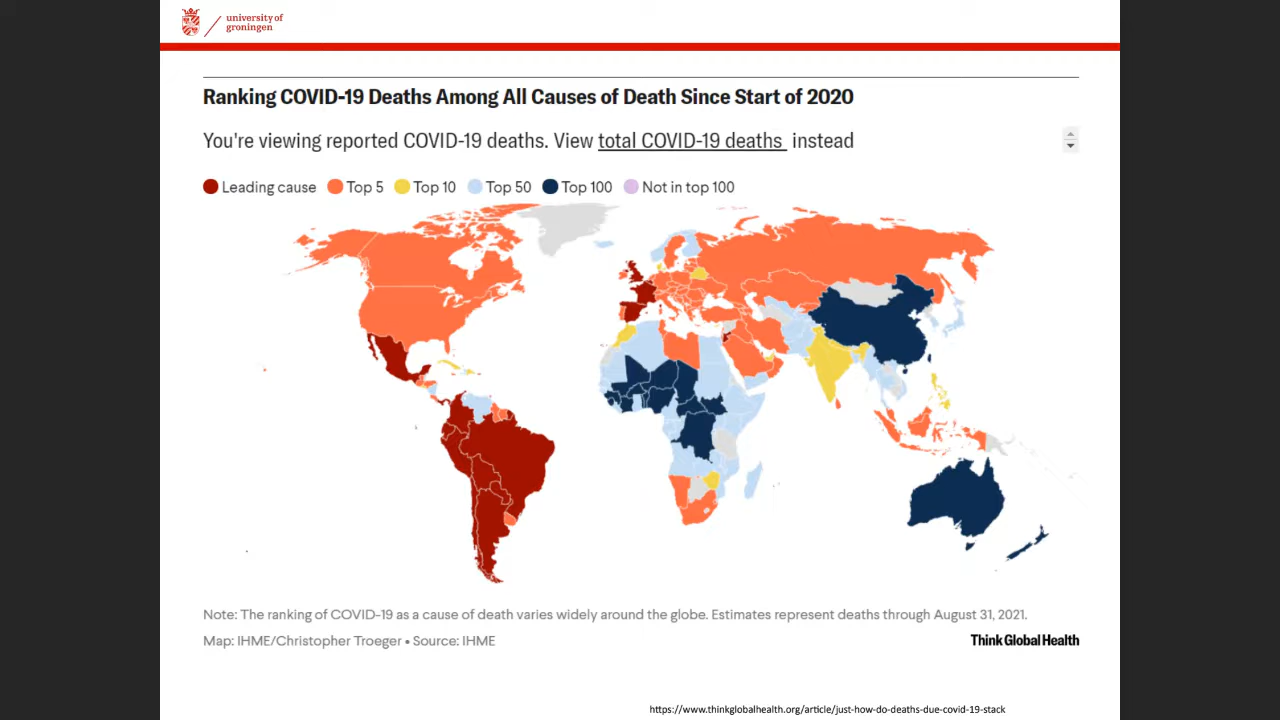 university of
groningen
Ranking COVID-19 Deaths Among All Causes of Death Since Start of 2020
You're viewing reported COVID-19 deaths. View total COVID-19 deaths instead
Leading cause Top 5 Top 10 Top 50 Top 100 Not in top 100
Note: The ranking of COVID-19 as a cause of death varies widely around the globe. Estimates represent deaths through August 31, 2021.
Map: IHME/Christopher Troeger • Source: IHME
Think Global Health
https://www.thinkglobalhealth.org/article/just-how-do-deaths-due-covid-19-stack